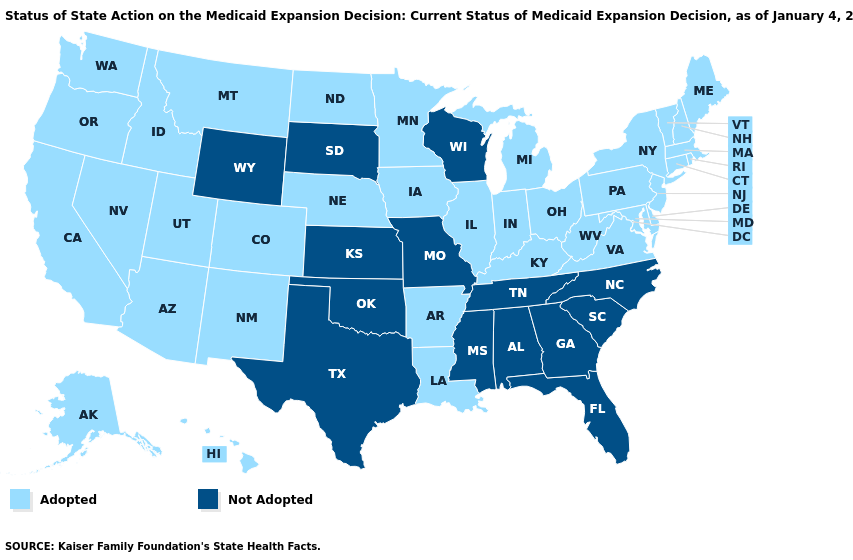 Status of State Action on the Medicaid Expansion Decision: Current Status of Medicaid Expansion Decision, as of January 4, 2
WA
OR
ID
MT
ND
MN
WY
SD
WI
MI
NY
ME
VT
NH
MA
RI
CT
NJ
DE
MD
DC
NV
UT
CO
NE
IA
IL
IN
OH
PA
WV
VA
CA
AZ
NM
KS
MO
KY
OK
AR
TN
NC
SC
TX
LA
MS
AL
GA
FL
AK
HI
Adopted
Not Adopted
SOURCE: Kaiser Family Foundation's State Health Facts.